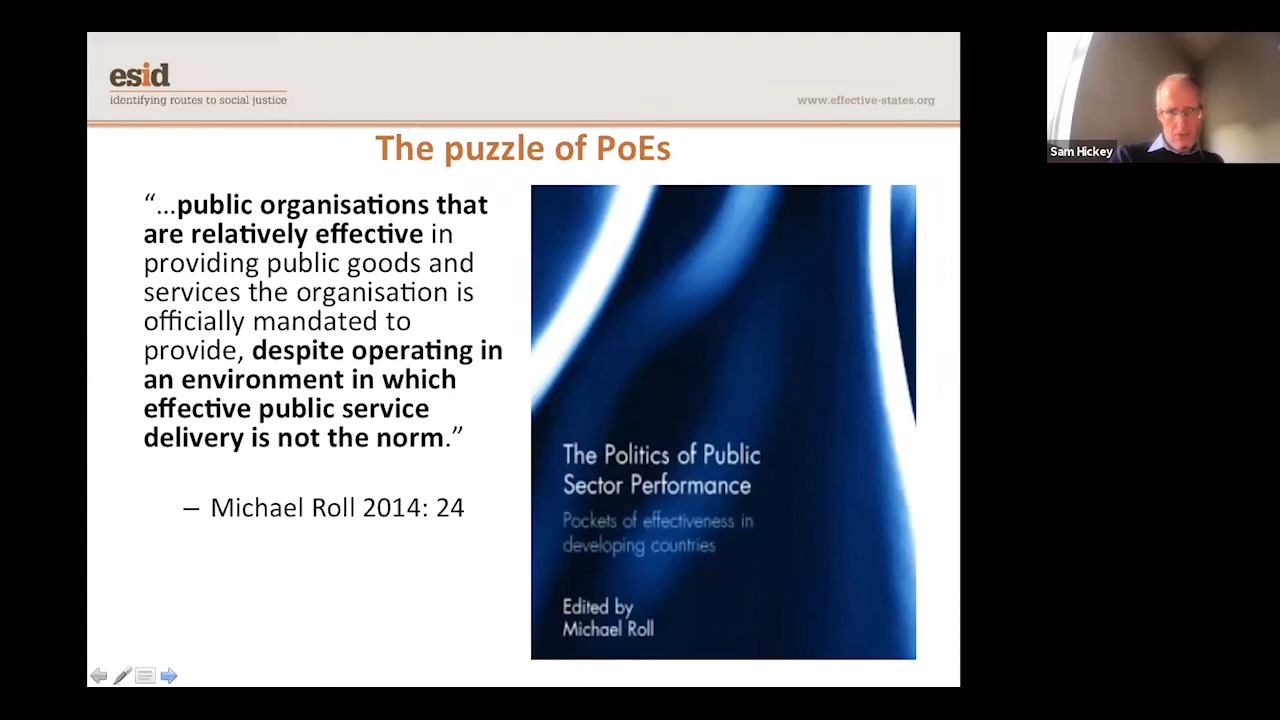 esid
identifying routes to social justice
www.effective-states.org
The puzzle of PoEs
“...public organisations that
are relatively effective in
providing public goods and
services the organisation is
officially mandated to
provide, despite operating in
an environment in which
effective public service
delivery is not the norm.”
– Michael Roll 2014: 24
The Politics of Public
Sector Performance
Pockets of effectiveness in
developing countries
Edited by
Michael Roll
Sam Hickey